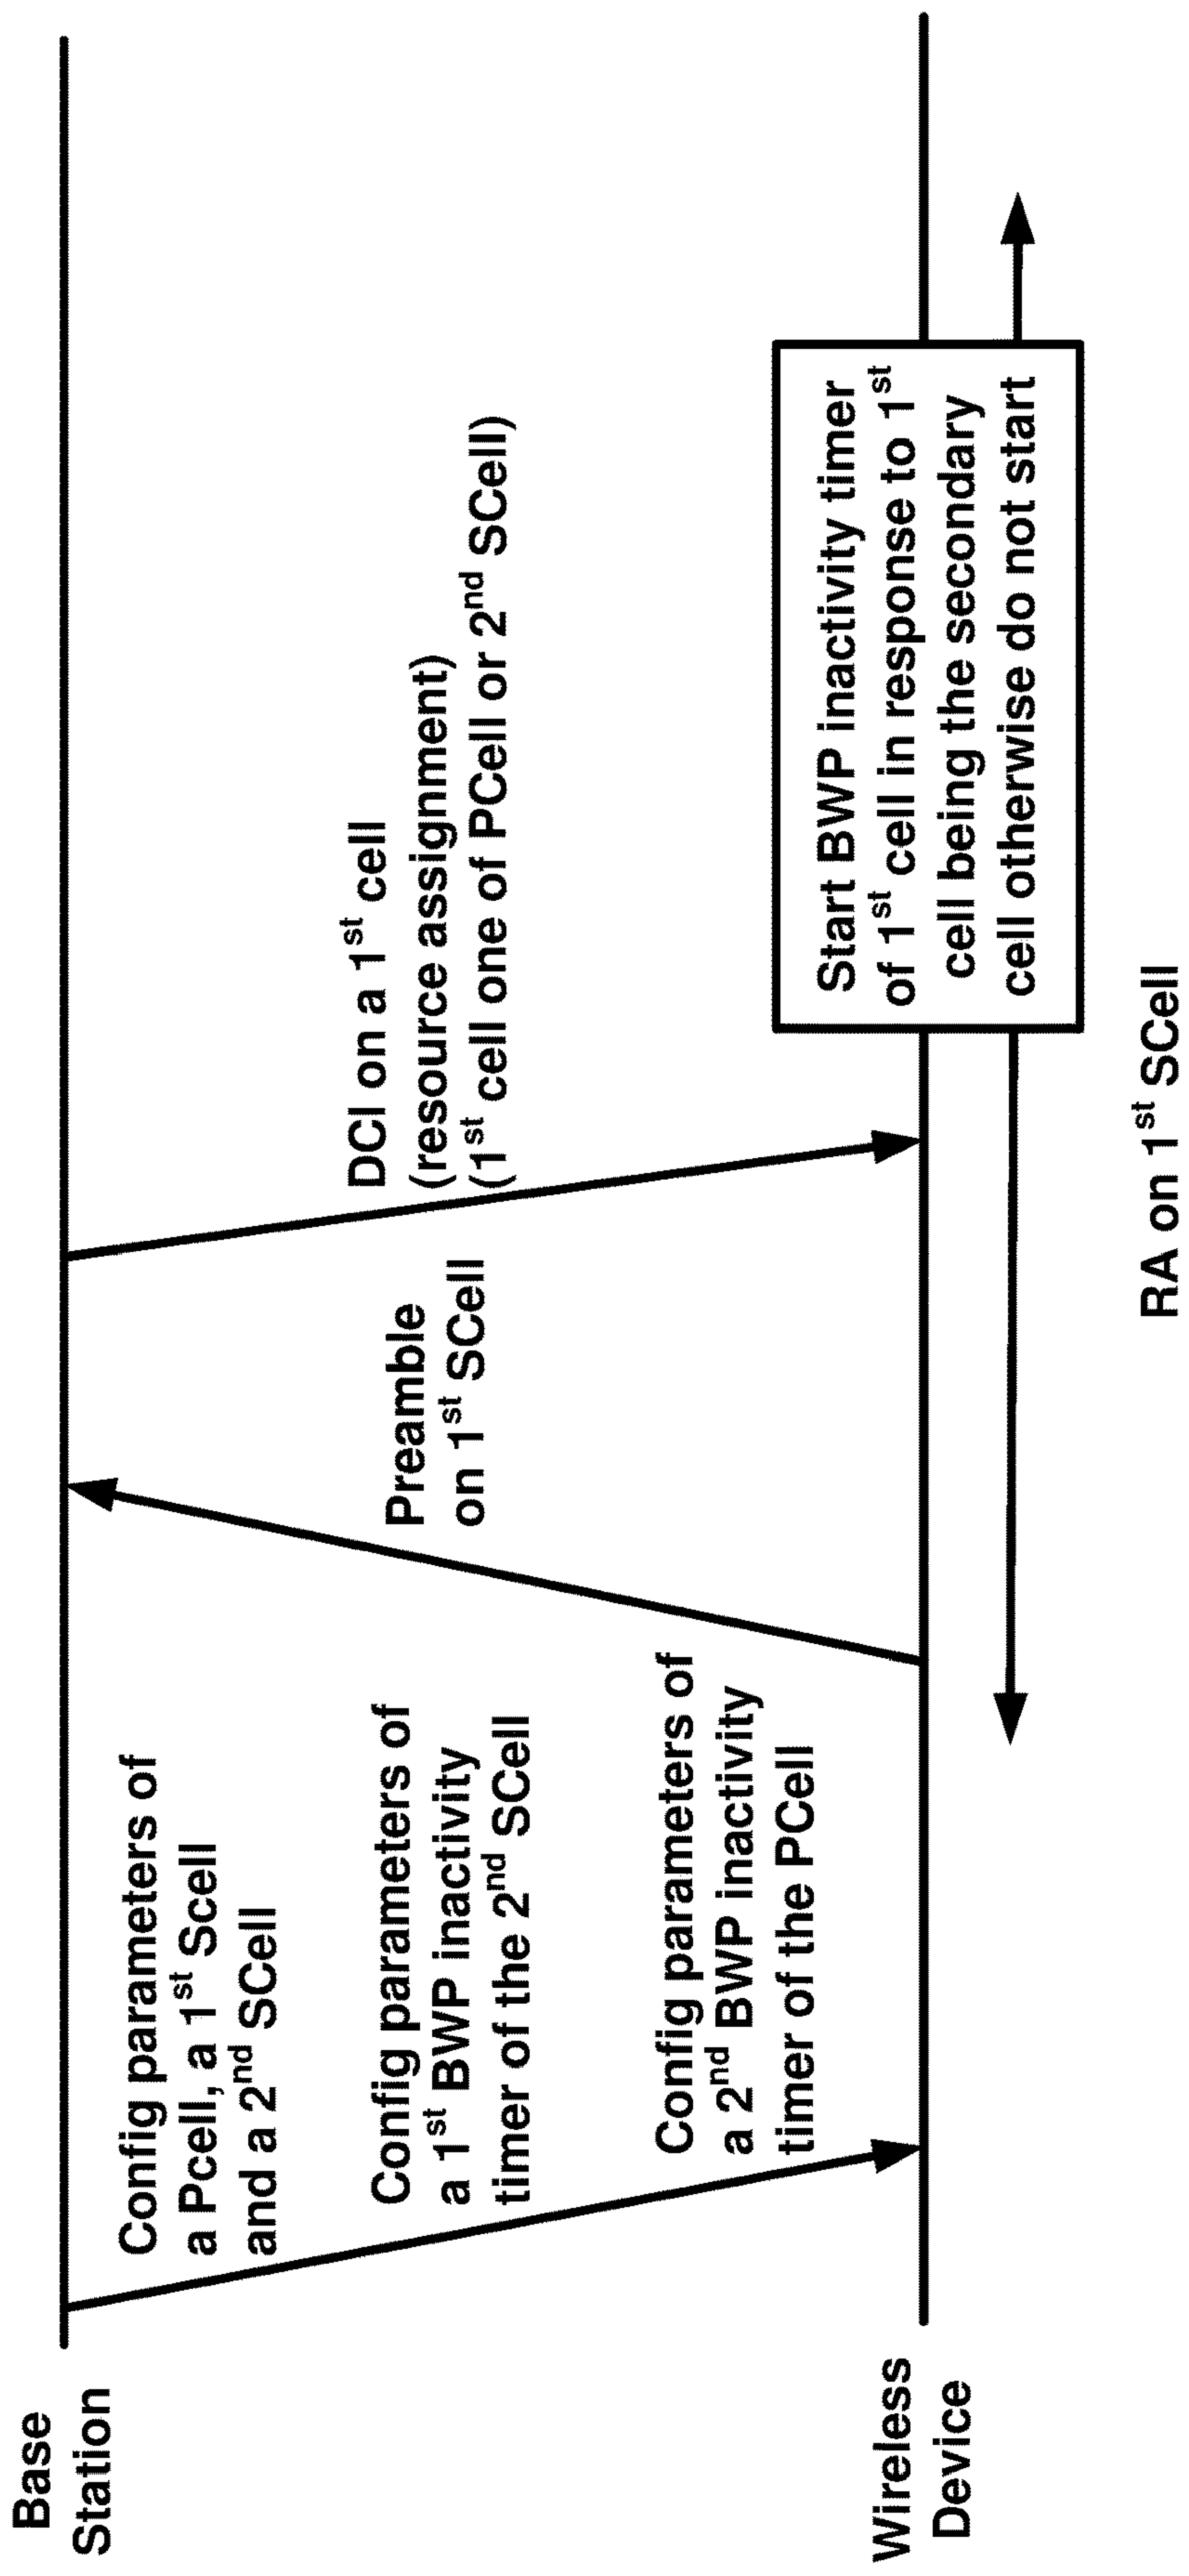 Base
Station
Config parameters of
a Pcell, a 1st Scell
and a 2nd SCell
Config parameters of
a 1st BWP inactivity
timer of the 2nd SCell
Config parameters of
a 2nd BWP inactivity
timer of the PCell
Preamble
on 1st SCell
DCI on a 1st cell
(resource assignment)
(1st cell one of PCell or 2nd SCell)
Start BWP inactivity timer
of 1st cell in response to 1st
cell being the secondary
cell otherwise do not start
Wireless
Device
RA on 1st SCell